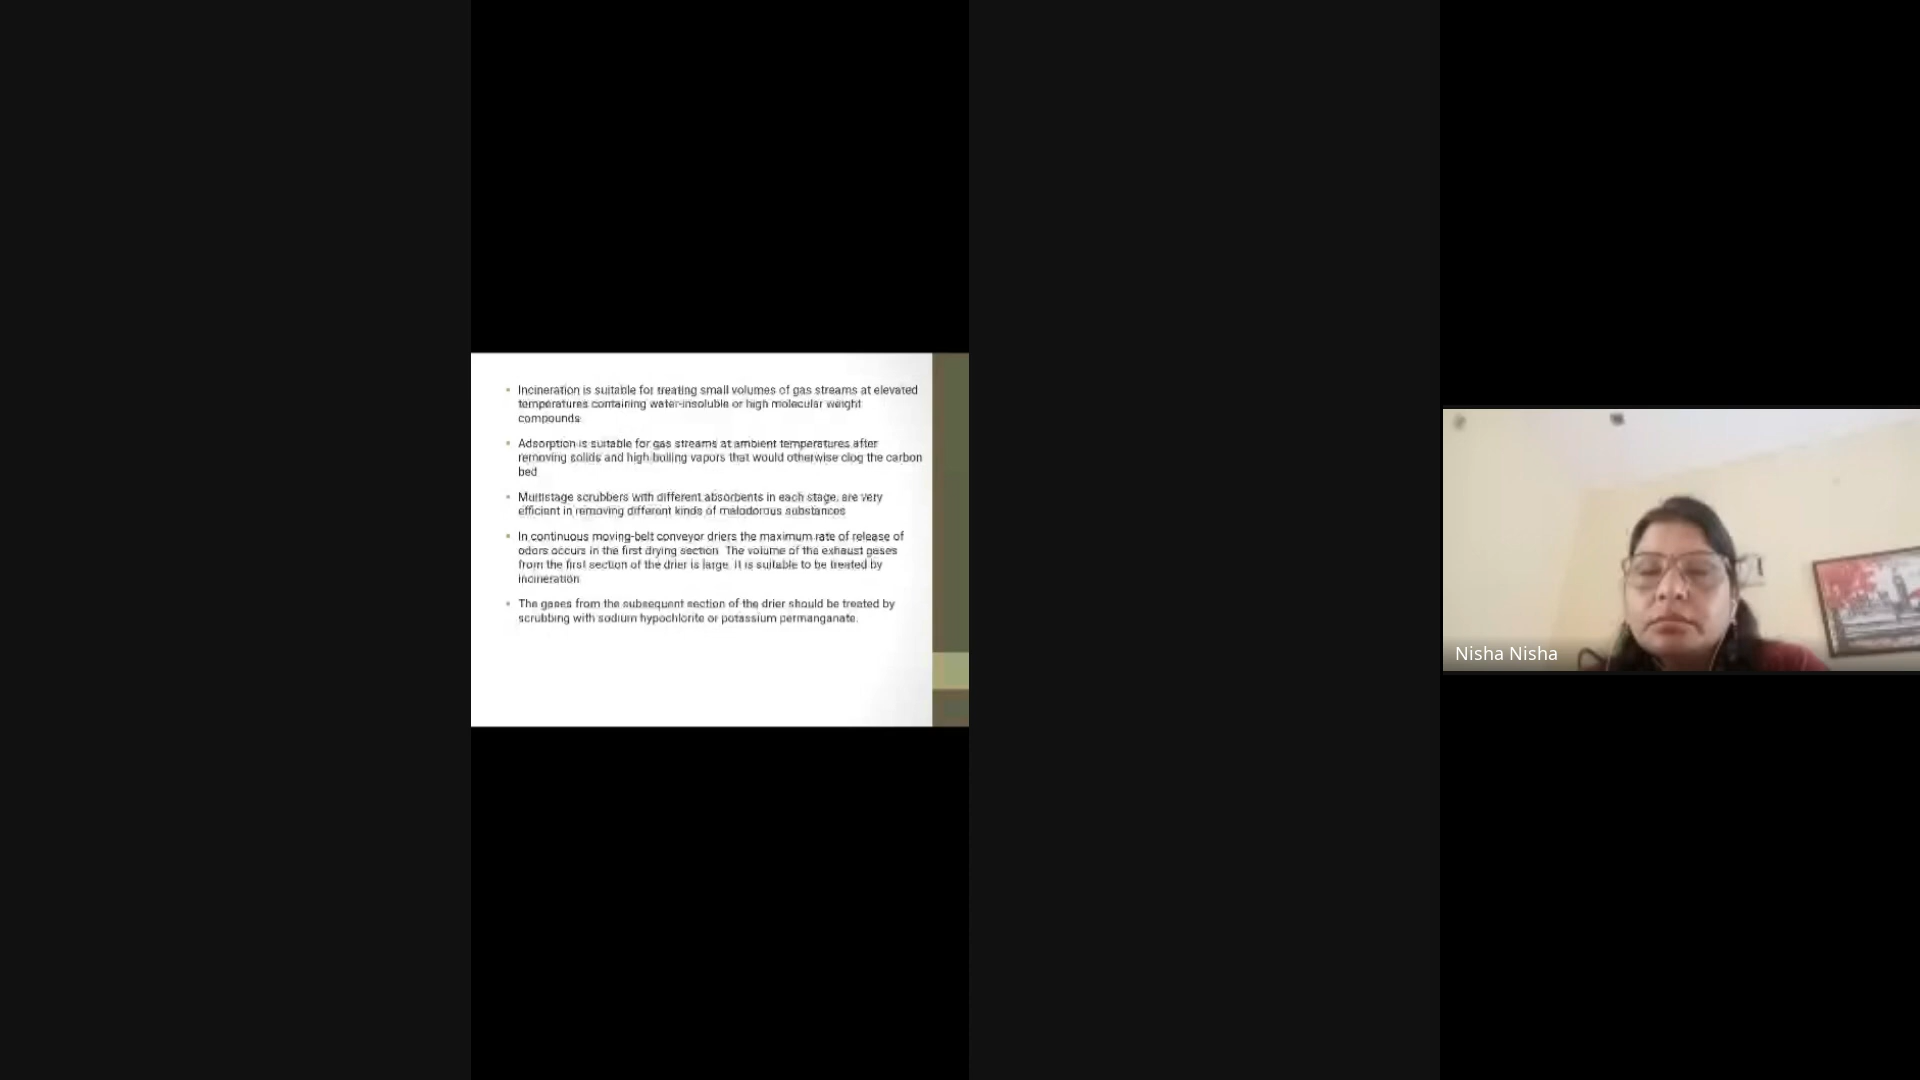 Incineration is suitable for treating small volumes of gas streams at elevated
temperatures containing water-insoluble or high molecular weight
compounds
Adsorption is suitable for gas streams at ambient temperatures after
removing solids and high boiling vapors that would otherwise clog the carbon
bed
Multistage scrubbers with different absorbents in each stage, are very
efficient in removing different kinds of malodorous substances
In continuous moving-belt conveyor driers the maximum rate of release of
odors occurs in the first drying section. The volume of the exhaust gases
from the first section of the drier is large, it is suitable to be treated by
incineration
The gases from the subsequent section of the drier should be treated by
scrubbing with sodium hypochlorite or potassium permanganate.
Nisha Nisha